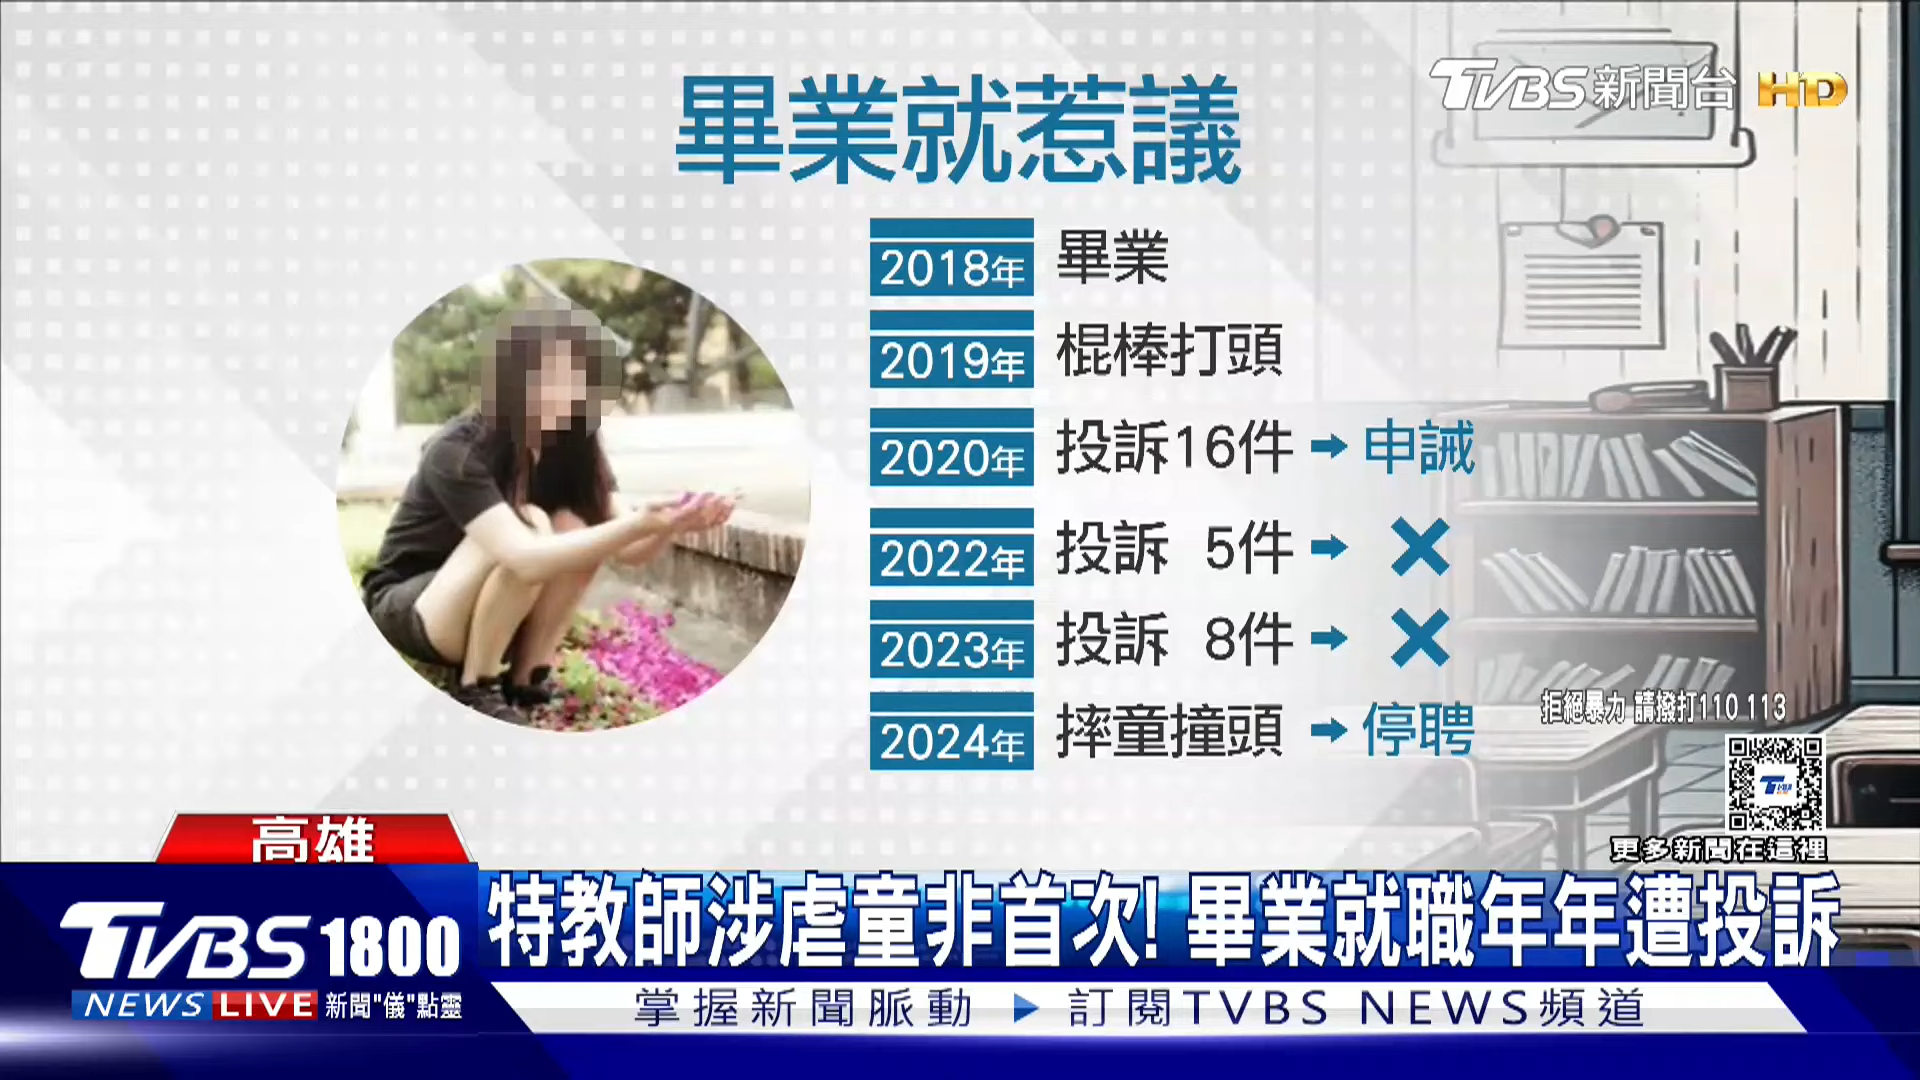 畢業就惹議
TVBS新聞台 HD
2018年 畢業
2019年 棍棒打頭
2020年 投訴16件 → 申誡
2022年 投訴 5件 → ✕
2023年 投訴 8件 → ✕
2024年 摔童撞頭 → 停聘
拒絕暴力 請撥打110 113
TVBS
更多新聞在這裡
高雄
特教師涉虐童非首次! 畢業就職年年遭投訴
TVBS 1800
NEWS LIVE 新聞"儀"點靈
掌握新聞脈動 ▶ 訂閱TVBS NEWS頻道